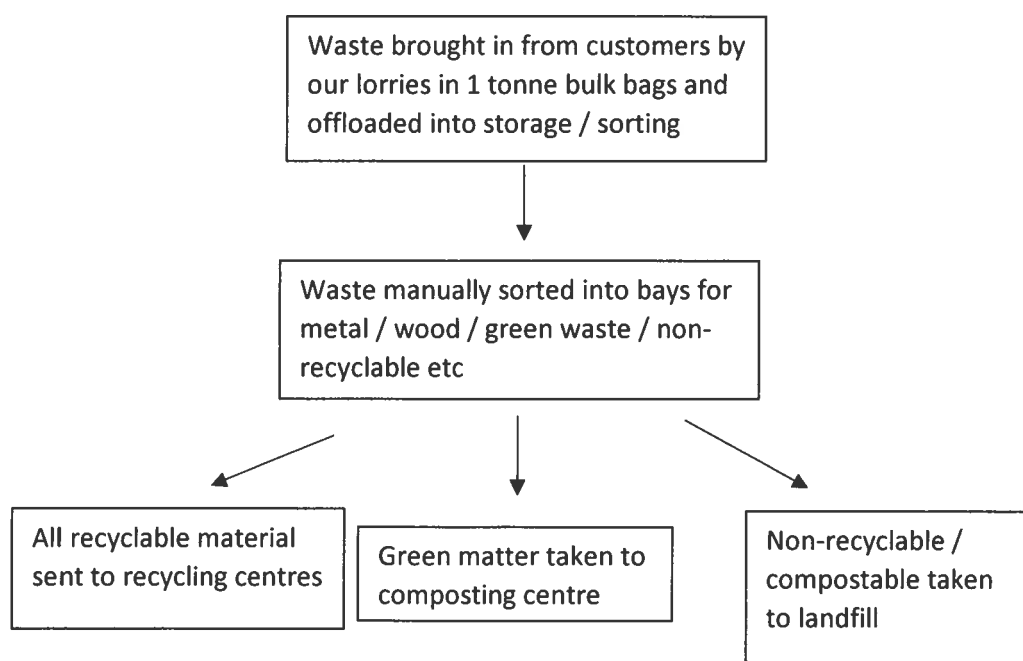 Waste brought in from customers by
our lorries in 1 tonne bulk bags and
offloaded into storage / sorting
Waste manually sorted into bays for
metal / wood / green waste / non-
recyclable etc
All recyclable material
sent to recycling centres
Green matter taken to
composting centre
Non-recyclable /
compostable taken
to landfill